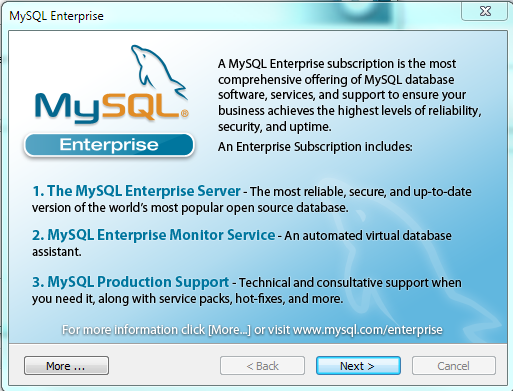 MySQL Enterprise
A MySQL Enterprise subscription is the most
comprehensive offering of MySQL database
software, services, and support to ensure your
business achieves the highest levels of reliability,
security, and uptime.
An Enterprise Subscription includes:
MySQL®
Enterprise
1. The MySQL Enterprise Server - The most reliable, secure, and up-to-date
version of the world's most popular open source database.
2. MySQL Enterprise Monitor Service - An automated virtual database
assistant.
3. MySQL Production Support - Technical and consultative support when
you need it, along with service packs, hot-fixes, and more.
For more information click [More...] or visit www.mysql.com/enterprise
More ... < Back Next > Cancel